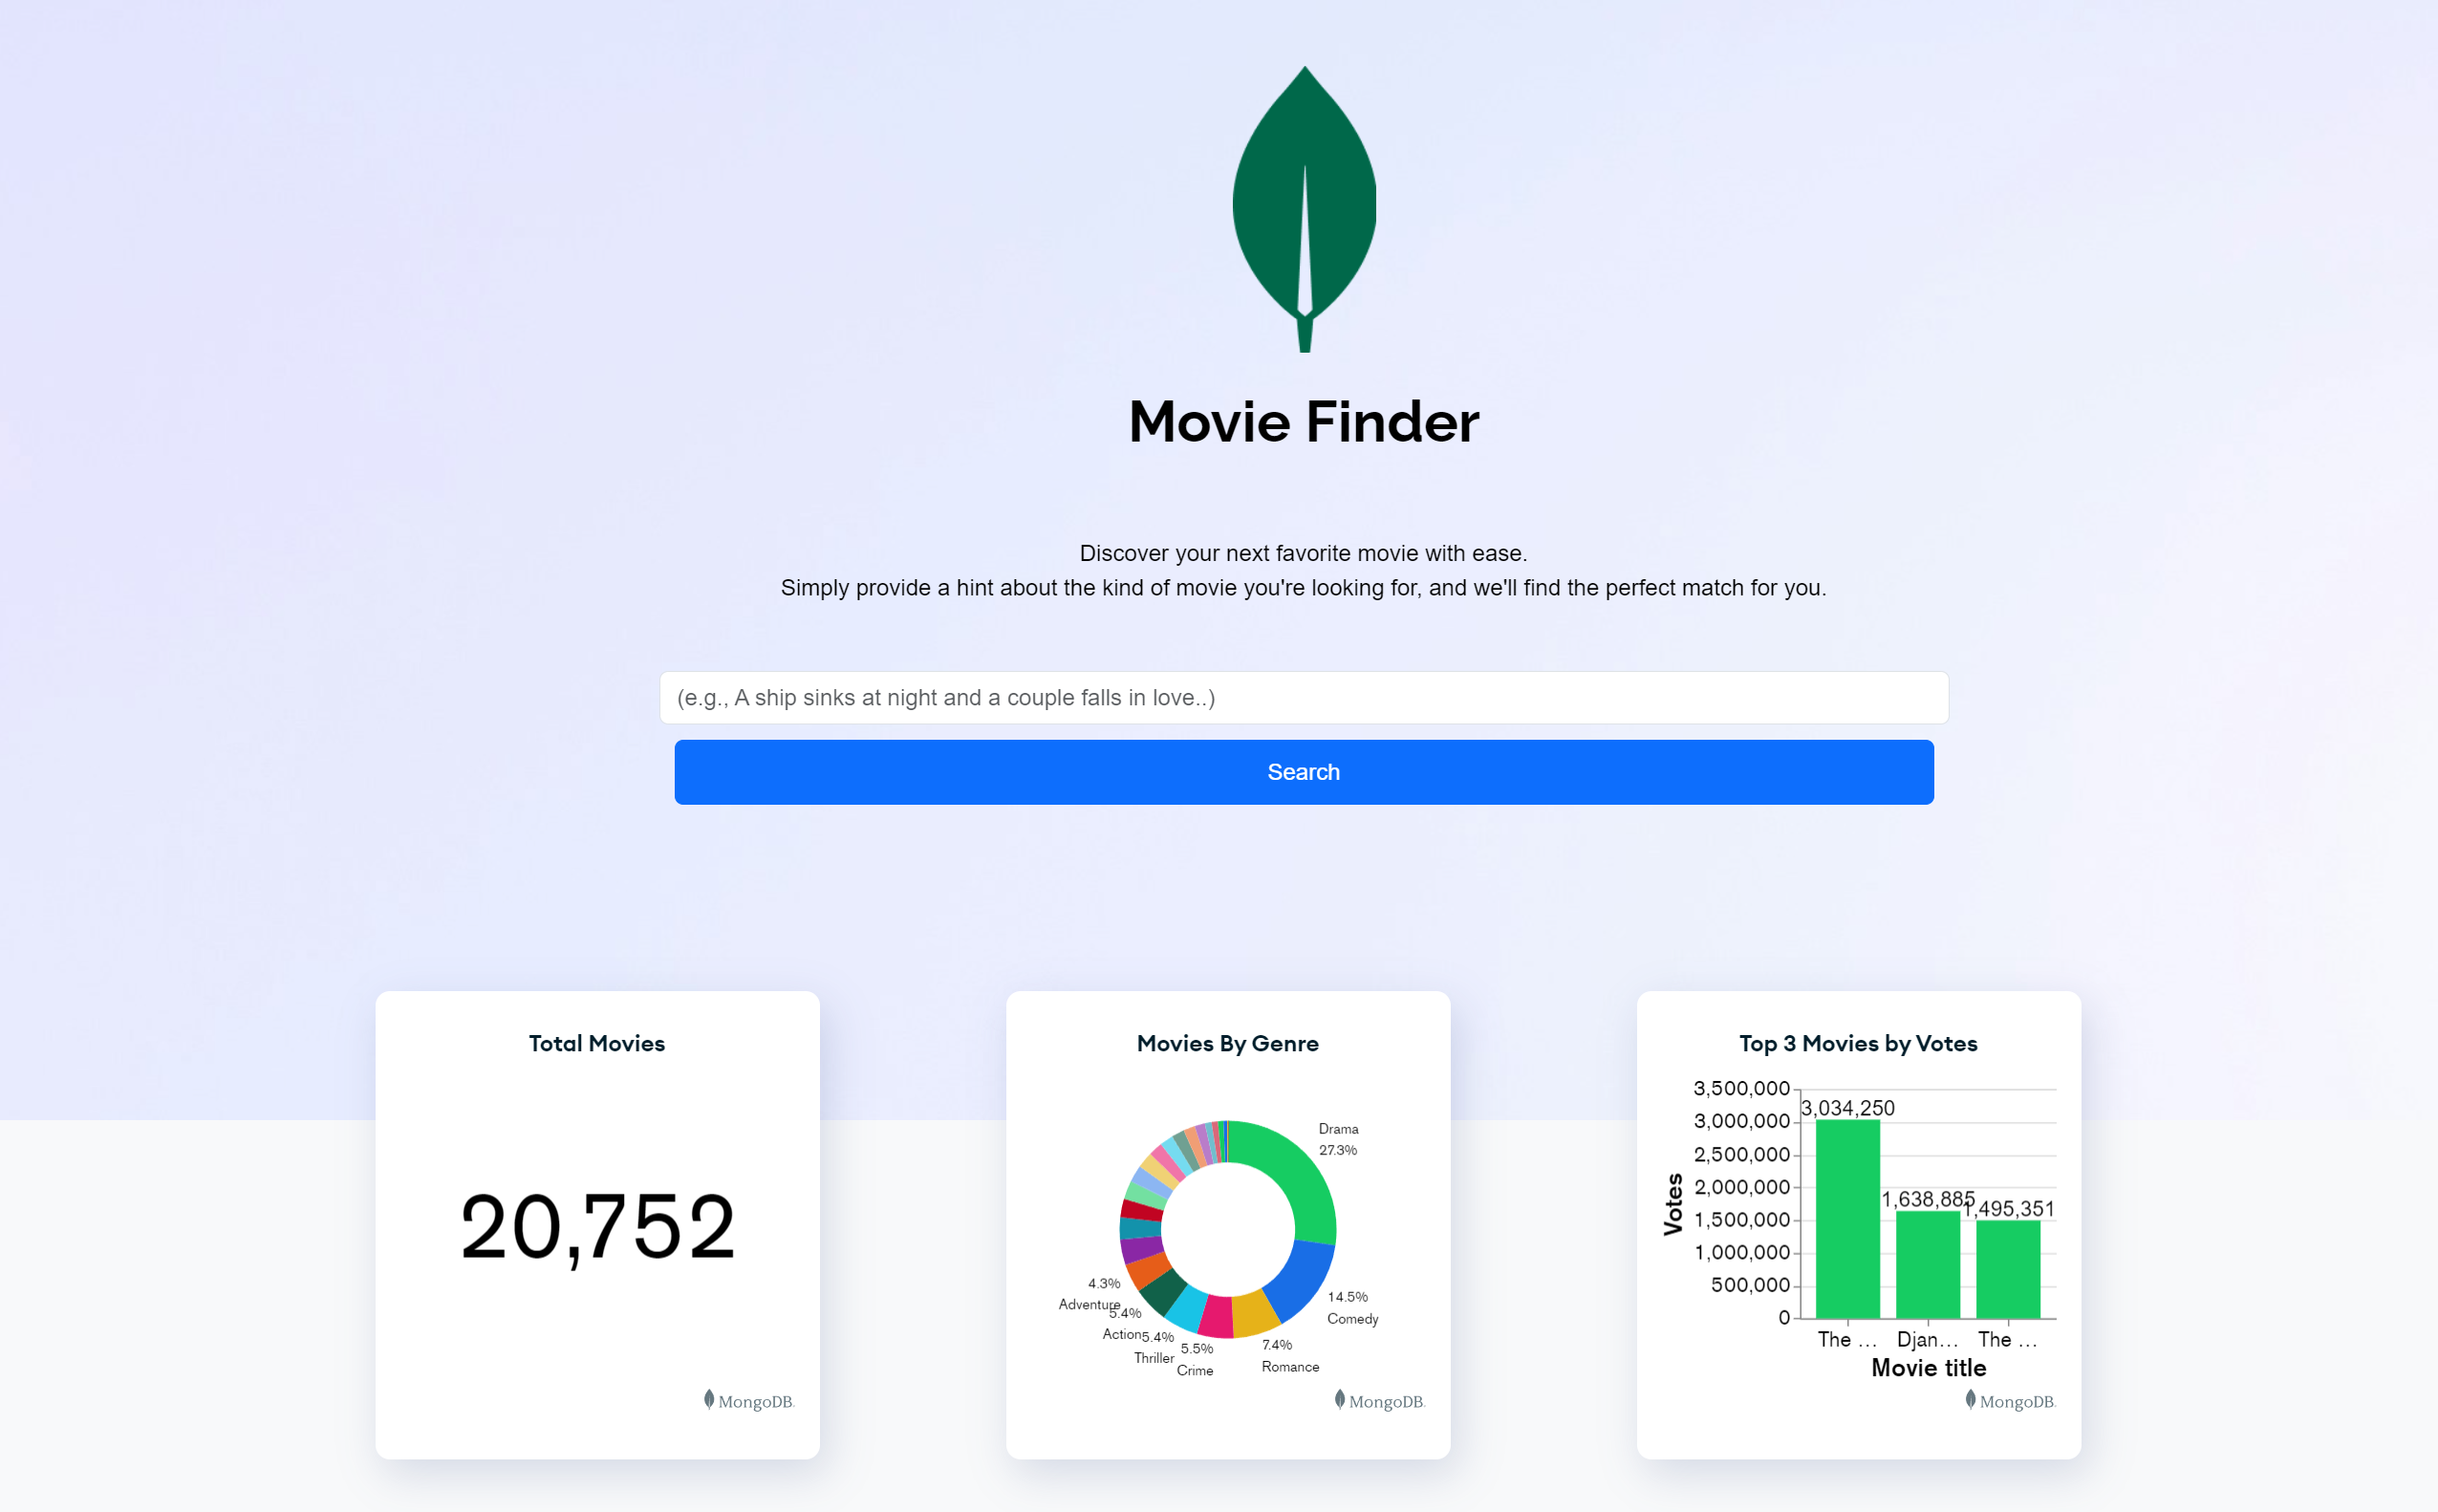 Movie Finder
Discover your next favorite movie with ease.
Simply provide a hint about the kind of movie you're looking for, and we'll find the perfect match for you.
(e.g., A ship sinks at night and a couple falls in love..)
Search
Total Movies
20,752
MongoDB.
Movies By Genre
Drama
27.3%
14.5%
Comedy
7.4%
Romance
5.5%
Crime
5.4%
Thriller
5.4%
Action
4.3%
Adventure
MongoDB.
Top 3 Movies by Votes
Votes
3,500,000
3,000,000
2,500,000
2,000,000
1,500,000
1,000,000
500,000
0
3,034,250
1,638,885
1,495,351
The ...
Djan...
The ...
Movie title
MongoDB.